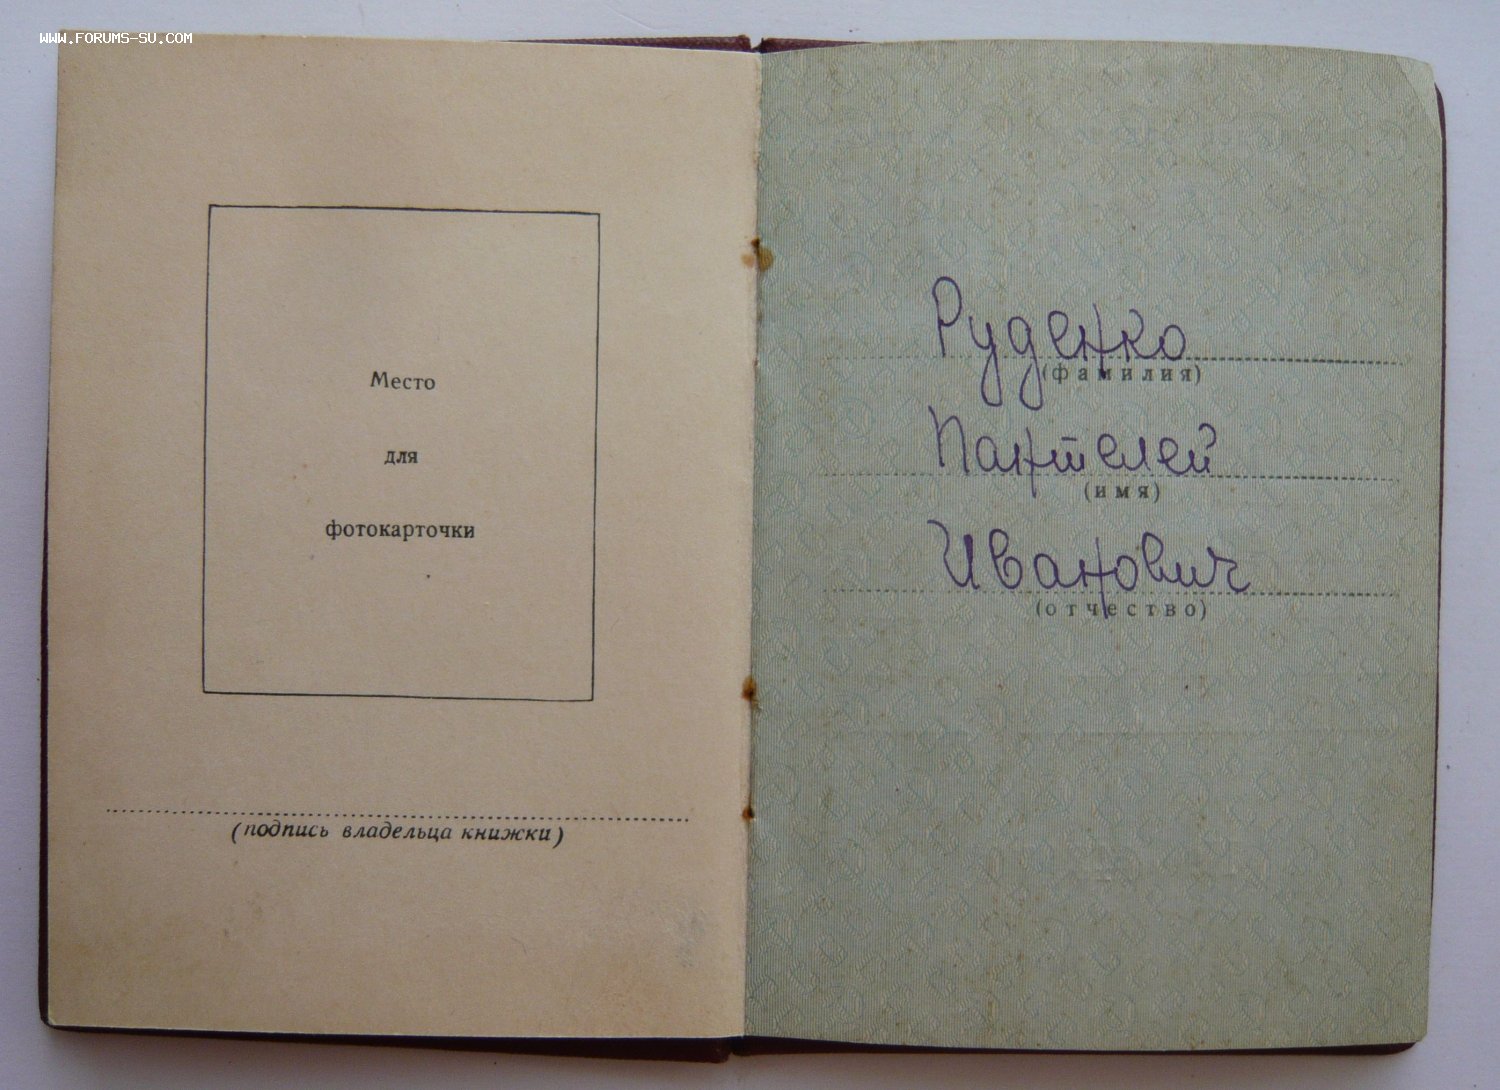 WWW.FORUMS-SU.COM
Место
для
фотокарточки
(подпись владельца книжки)
Руденко
(фамилия)
Пантелей
(имя)
Иванович
(отчество)